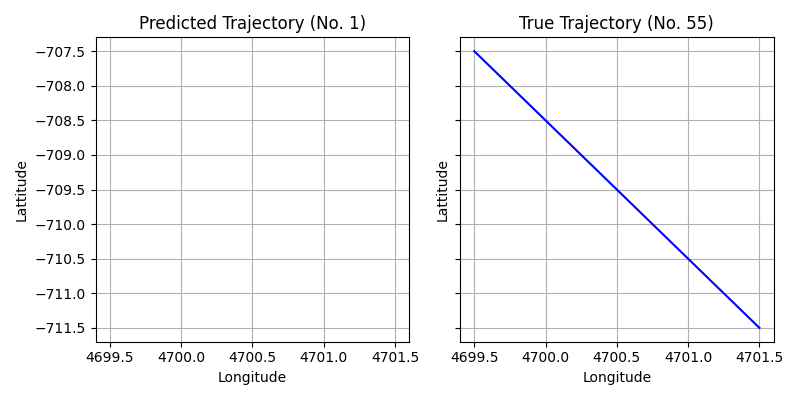 Predicted Trajectory (No. 1)
True Trajectory (No. 55)
−707.5
−708.0
−708.5
−709.0
−709.5
−710.0
−710.5
−711.0
−711.5
Lattitude
Lattitude
4699.5 4700.0 4700.5 4701.0 4701.5
4699.5 4700.0 4700.5 4701.0 4701.5
Longitude
Longitude